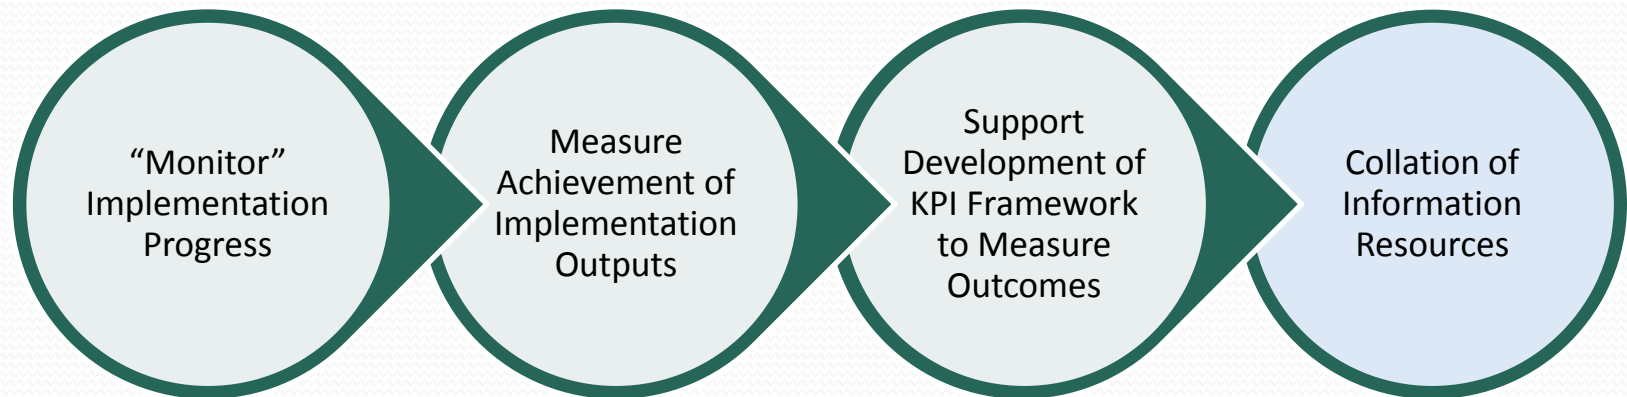 “Monitor”
Implementation
Progress
Measure
Achievement of
Implementation
Outputs
Support
Development of
KPI Framework
to Measure
Outcomes
Collation of
Information
Resources